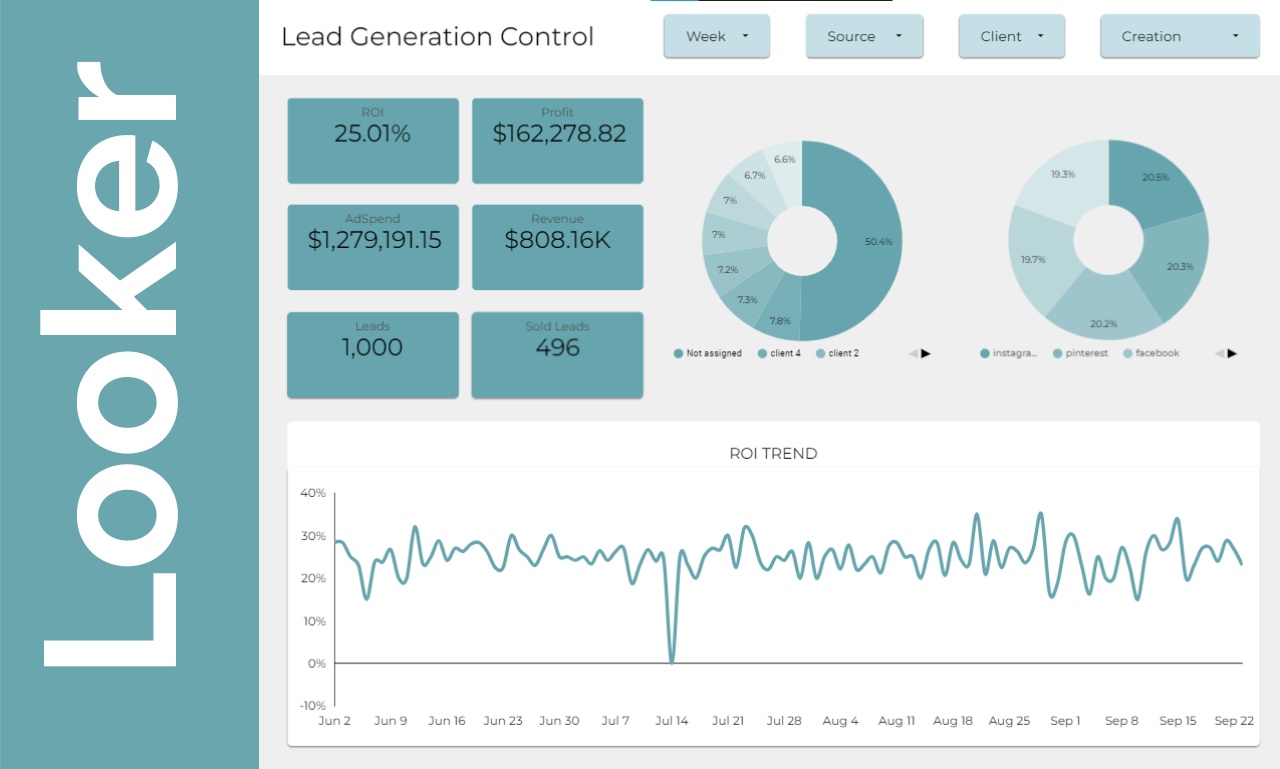 Looker
Lead Generation Control
Week
Source
Client
Creation
ROI
25.01%
Profit
$162,278.82
AdSpend
$1,279,191.15
Revenue
$808.16K
Leads
1,000
Sold Leads
496
6.6%
6.7%
7%
7%
7.2%
7.3%
7.8%
50.4%
Not assigned
client 4
client 2
19.3%
20.5%
19.7%
20.3%
20.2%
instagra...
pinterest
facebook
ROI TREND
40%
30%
20%
10%
0%
-10%
Jun 2 Jun 9 Jun 16 Jun 23 Jun 30 Jul 7 Jul 14 Jul 21 Jul 28 Aug 4 Aug 11 Aug 18 Aug 25 Sep 1 Sep 8 Sep 15 Sep 22